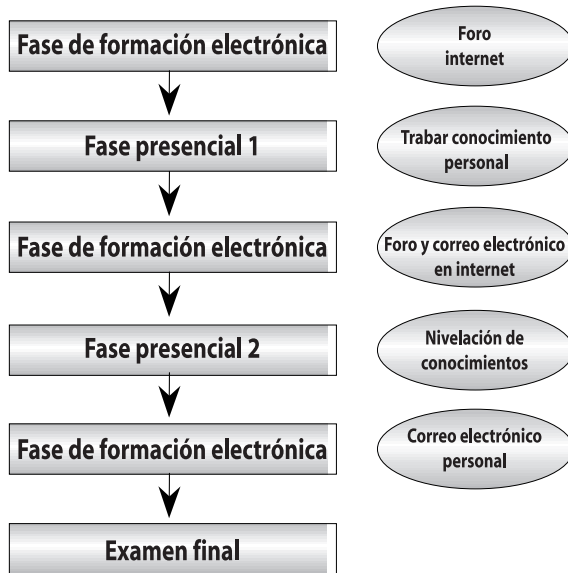 Fase de formación electrónica
Foro
internet
Fase presencial 1
Trabar conocimiento
personal
Fase de formación electrónica
Foro y correo electrónico
en internet
Fase presencial 2
Nivelación de
conocimientos
Fase de formación electrónica
Correo electrónico
personal
Examen final